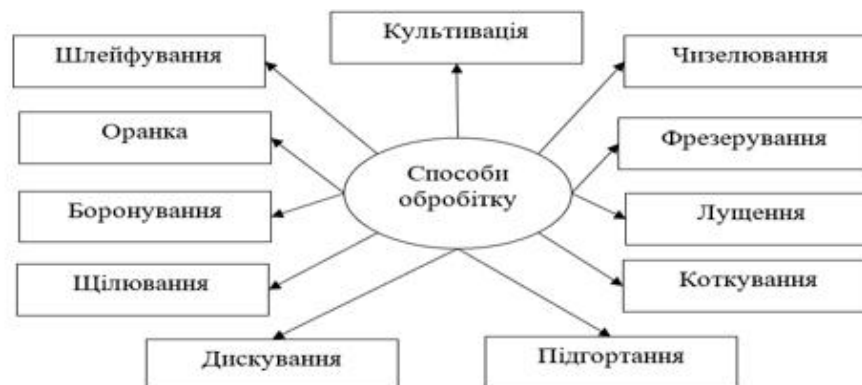 Культивація
Шлейфування
Чизелювання
Оранка
Фрезерування
Способи
обробітку
Боронування
Лущення
Щілювання
Коткування
Дискування
Підгортання